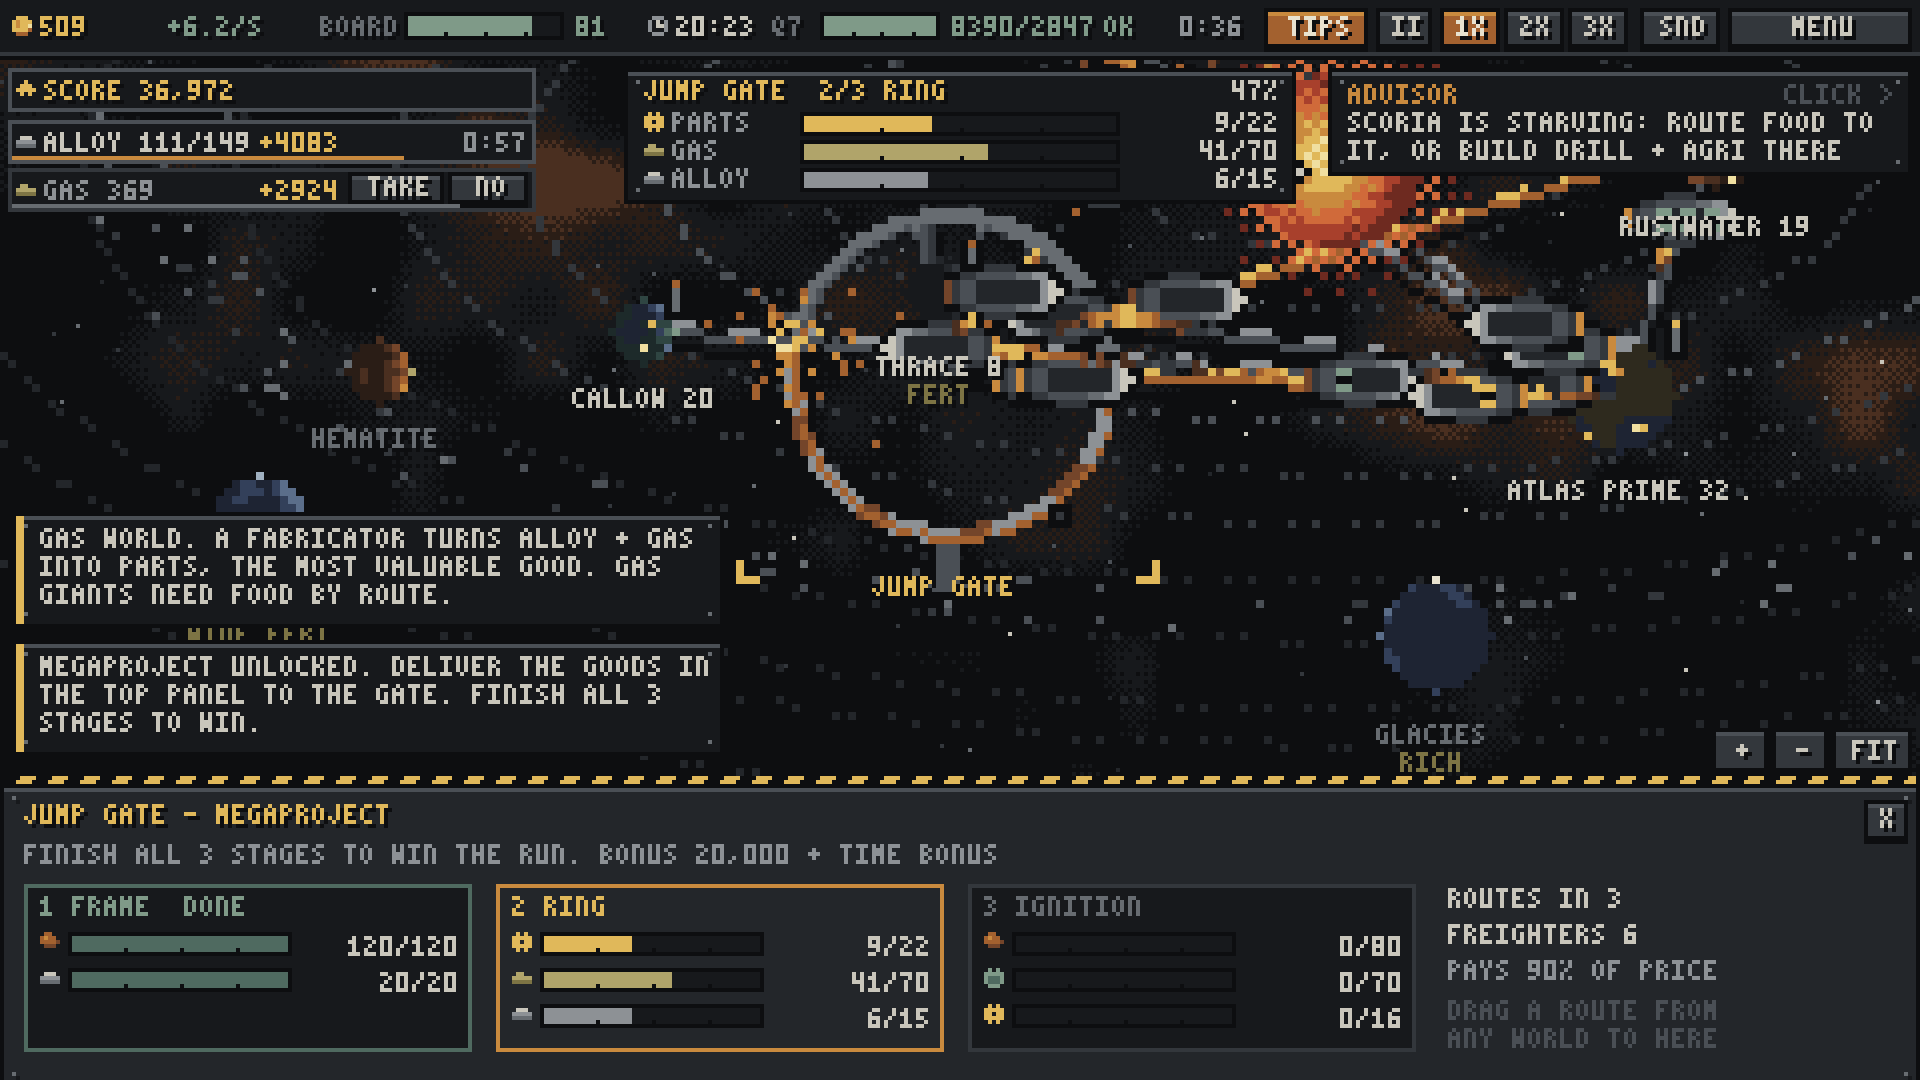 509 +6.2/S BOARD 81 20:23 Q7 8390/2847 OK 0:36 TIPS II 1X 2X 3X SND MENU
SCORE 36,972
ALLOY 111/149 +4083 0:57
GAS 369 +2924 TAKE NO
JUMP GATE 2/3 RING 47%
PARTS 9/22
GAS 41/70
ALLOY 6/15
ADVISOR CLICK >
SCORIA IS STARVING: ROUTE FOOD TO
IT, OR BUILD DRILL + AGRI THERE
RUSTWATER 19
THRACE 8
FERT
CALLOW 20
HEMATITE
ATLAS PRIME 32
JUMP GATE
GAS WORLD. A FABRICATOR TURNS ALLOY + GAS
INTO PARTS, THE MOST VALUABLE GOOD. GAS
GIANTS NEED FOOD BY ROUTE.
MEGAPROJECT UNLOCKED. DELIVER THE GOODS IN
THE TOP PANEL TO THE GATE. FINISH ALL 3
STAGES TO WIN.
GLACIES
RICH
+ - FIT
JUMP GATE - MEGAPROJECT X
FINISH ALL 3 STAGES TO WIN THE RUN. BONUS 20,000 + TIME BONUS
1 FRAME DONE
120/120
20/20
2 RING
9/22
41/70
6/15
3 IGNITION
0/80
0/70
0/16
ROUTES IN 3
FREIGHTERS 6
PAYS 90% OF PRICE
DRAG A ROUTE FROM
ANY WORLD TO HERE